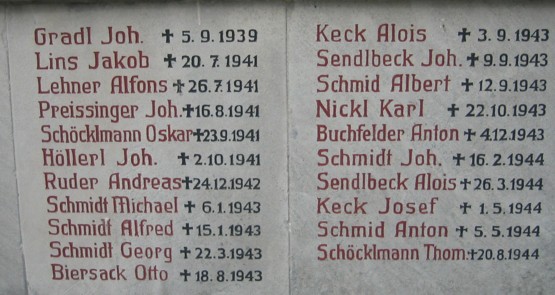 Gradl Joh. ✝ 5.9.1939
Lins Jakob ✝ 20.7.1941
Lehner Alfons ✝ 26.7.1941
Preissinger Joh. ✝ 16.8.1941
Schöcklmann Oskar ✝ 23.9.1941
Höllerl Joh. ✝ 2.10.1941
Ruder Andreas ✝ 24.12.1942
Schmidt Michael ✝ 6.1.1943
Schmidt Alfred ✝ 15.1.1943
Schmidt Georg ✝ 22.3.1943
Biersack Otto ✝ 18.8.1943
Keck Alois ✝ 3.9.1943
Sendlbeck Joh. ✝ 9.9.1943
Schmid Albert ✝ 12.9.1943
Nickl Karl ✝ 22.10.1943
Buchfelder Anton ✝ 4.12.1943
Schmidt Joh. ✝ 16.2.1944
Sendlbeck Alois ✝ 26.3.1944
Keck Josef ✝ 1.5.1944
Schmid Anton ✝ 5.5.1944
Schöcklmann Thom. ✝ 20.8.1944